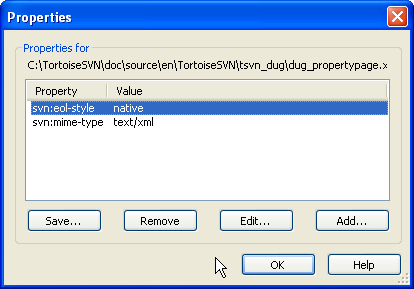 Properties
Properties for
C:\TortoiseSVN\doc\source\en\TortoiseSVN\tsvn_dug\dug_propertypage.x
Property Value
svn:eol-style native
svn:mime-type text/xml
Save... Remove Edit... Add...
OK Help